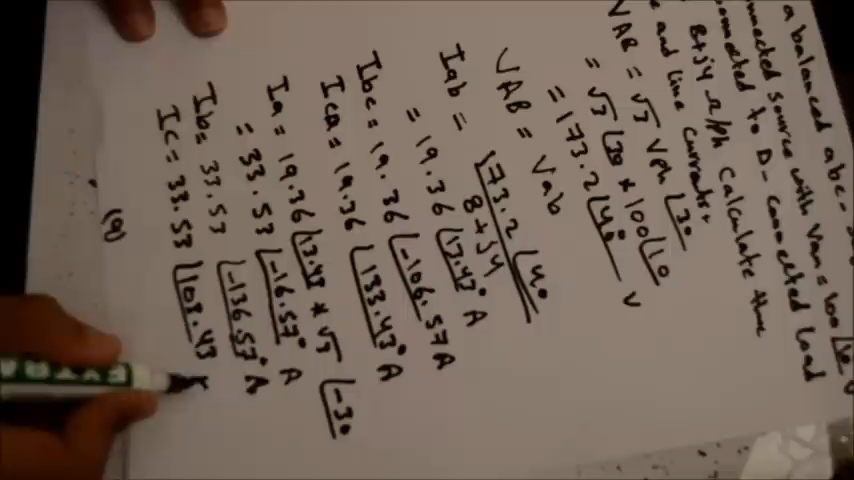 a balanced abc-
source with Van = 100 ∠10 V
connected to D- connected load
8+j4 Ω/ph Calculate the
and line currents.
VAB = √3 Vph ∠30
= √3 ∠30 * 100 ∠10
= 173.2 ∠40° V
VAB = Vab
Iab = 173.2 ∠40 / 8+j4
= 19.36 ∠13.43° A
Ibc = 19.36 ∠-106.57 A
Ica = 19.36 ∠133.43° A
Ia = 19.36 ∠13.43 * √3 ∠-30
= 33.53 ∠-16.57° A
Ib = 33.53 ∠-136.57° A
Ic = 33.53 ∠103.43
(9)
EXTRA